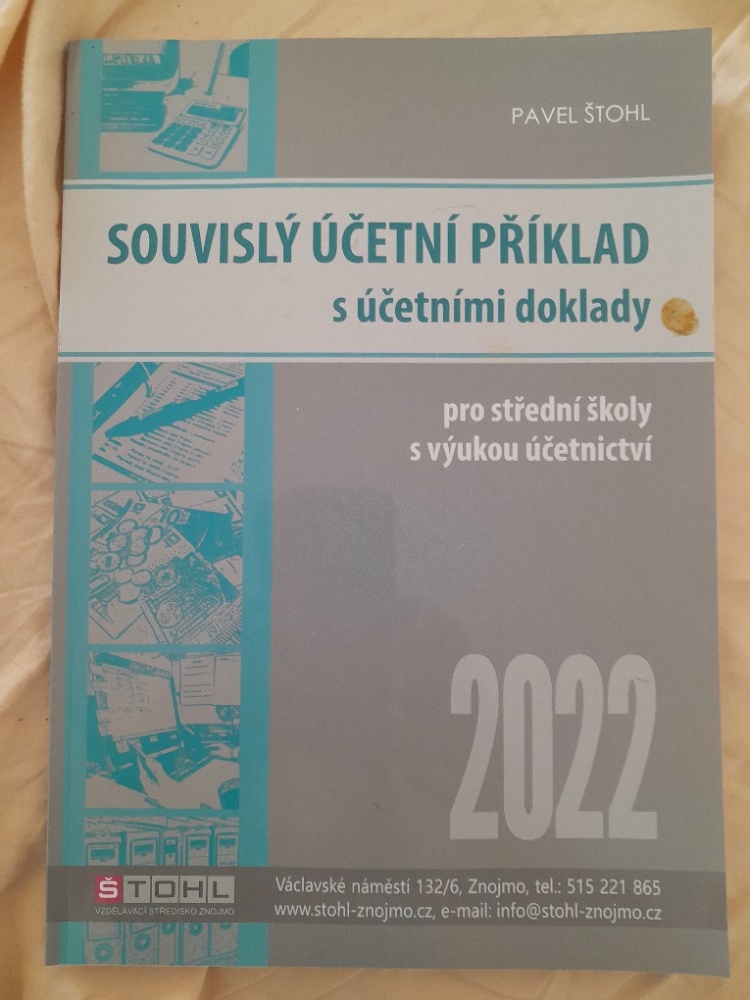 PAVEL ŠTOHL
SOUVISLÝ ÚČETNÍ PŘÍKLAD
s účetními doklady
pro střední školy
s výukou účetnictví
2022
ŠTOHL
VZDĚLÁVACÍ STŘEDISKO ZNOJMO
Václavské náměstí 132/6, Znojmo, tel.: 515 221 865
www.stohl-znojmo.cz, e-mail: info@stohl-znojmo.cz